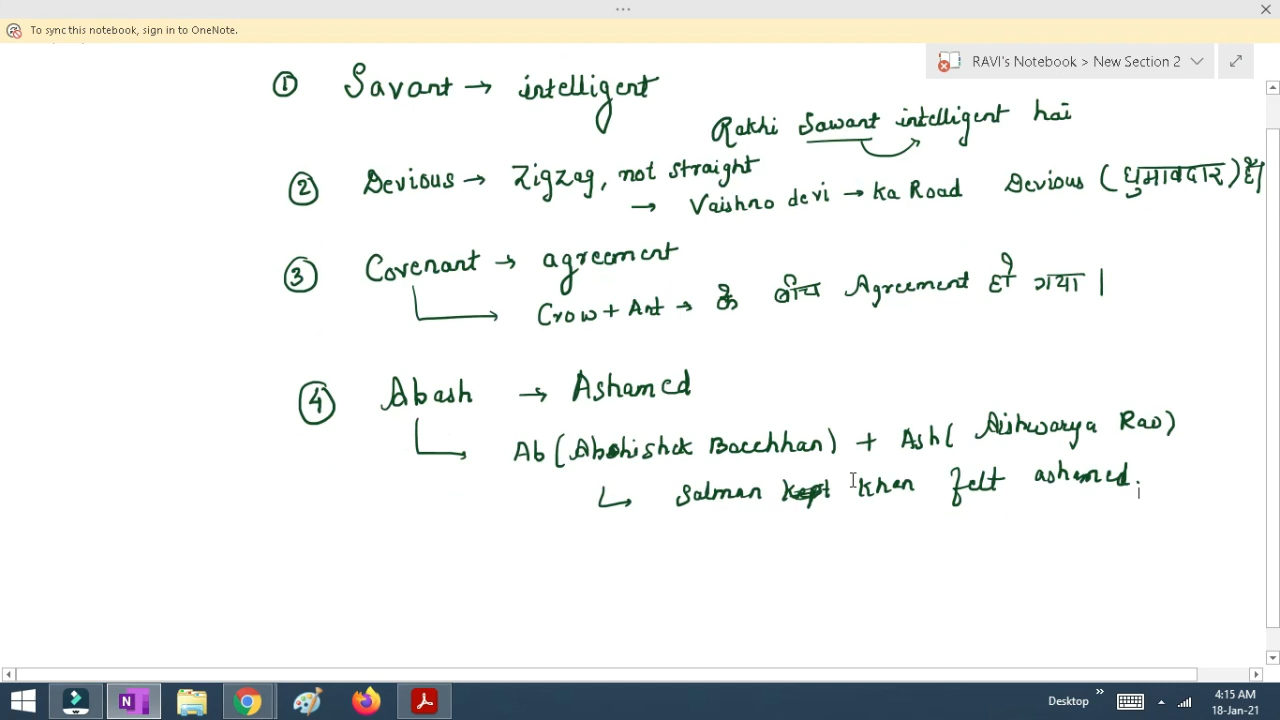 To sync this notebook, sign in to OneNote.
RAVI's Notebook > New Section 2
① Savant → intelligent
Rakhi Sawant intelligent hai
② Devious → Zigzag, not straight
→ Vaishno devi → ka Road Devious (घुमावदार) है।
③ Covenant → agreement
Crow + Ant → के बीच Agreement हो गया |
④ Abash → Ashamed
Ab (Abshishek Bacchhan) + Ash( Aishwarya Rao)
Salman Khan felt ashamed.
4:15 AM
Desktop
18-Jan-21